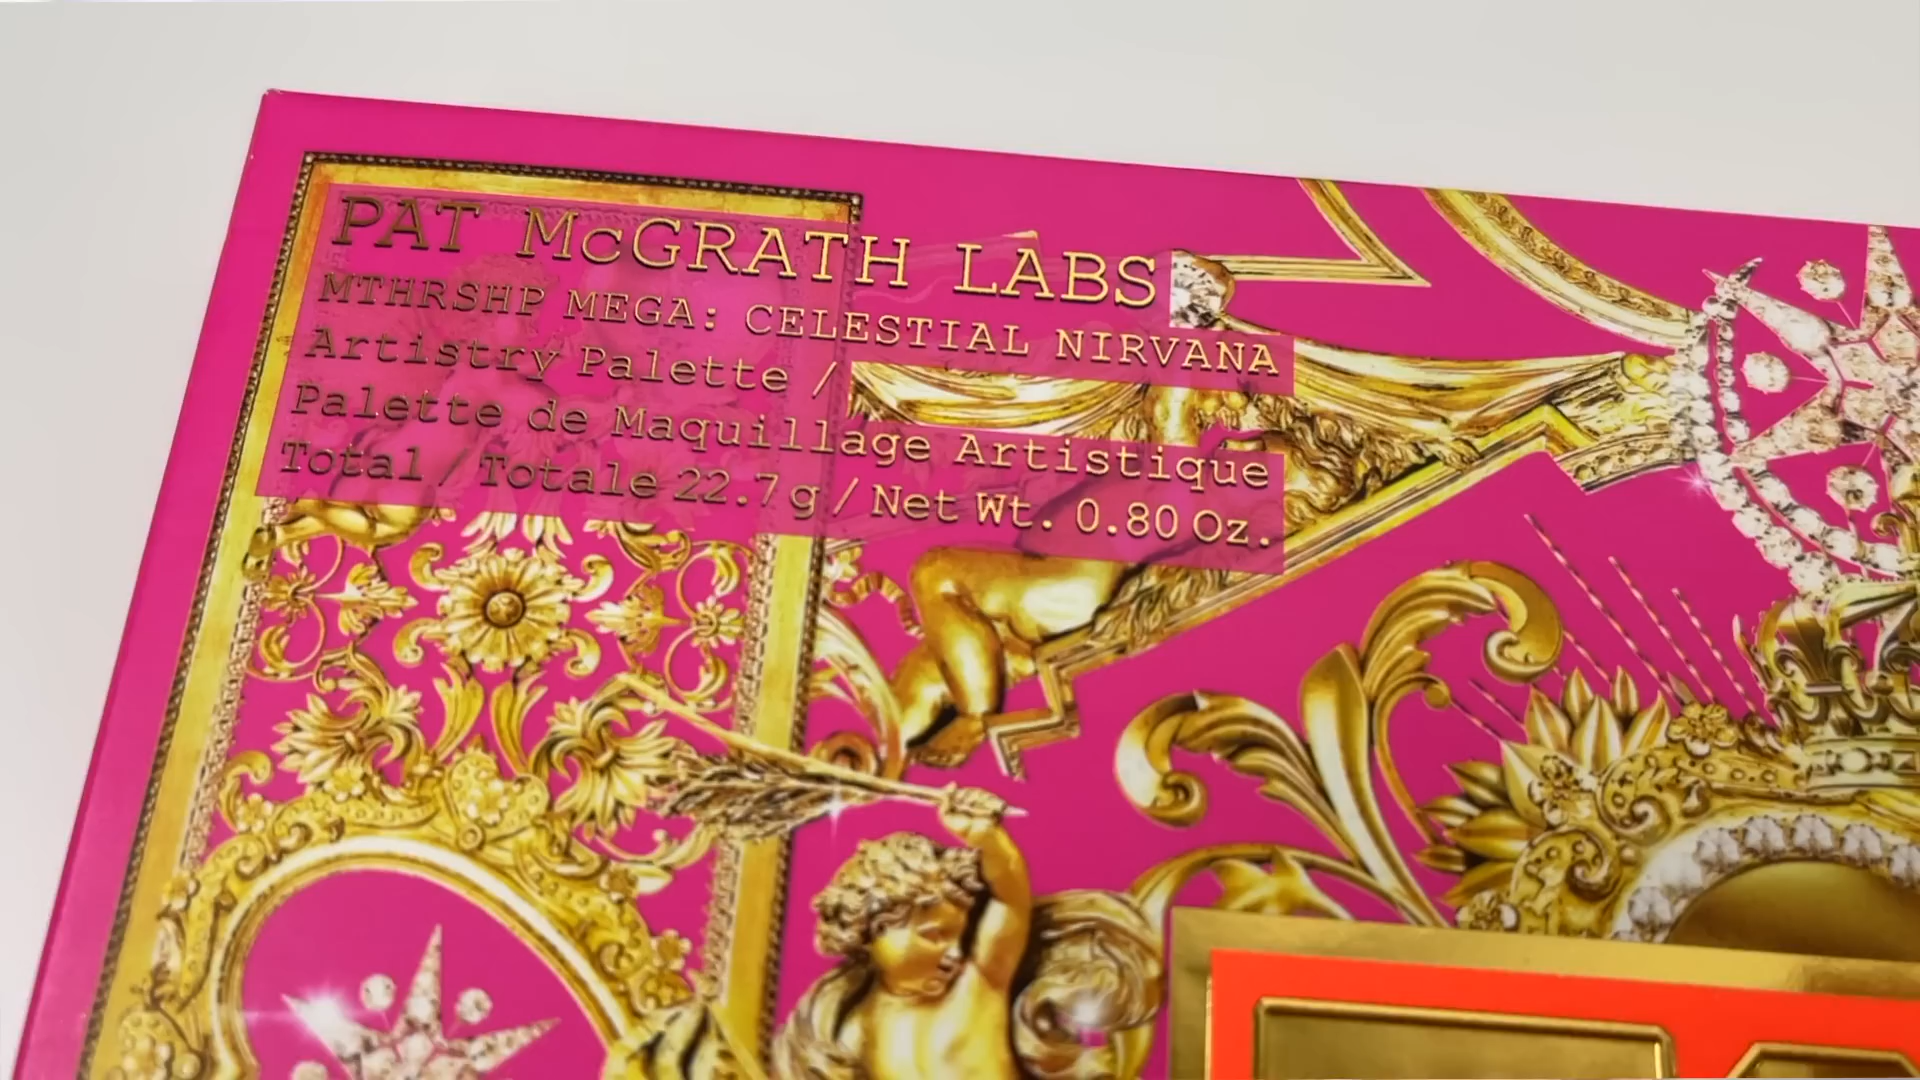 PAT McGRATH LABS
MTHRSHP MEGA: CELESTIAL NIRVANA
Artistry Palette /
Palette de Maquillage Artistique
Total / Totale 22.7 g / Net Wt. 0.80 Oz.